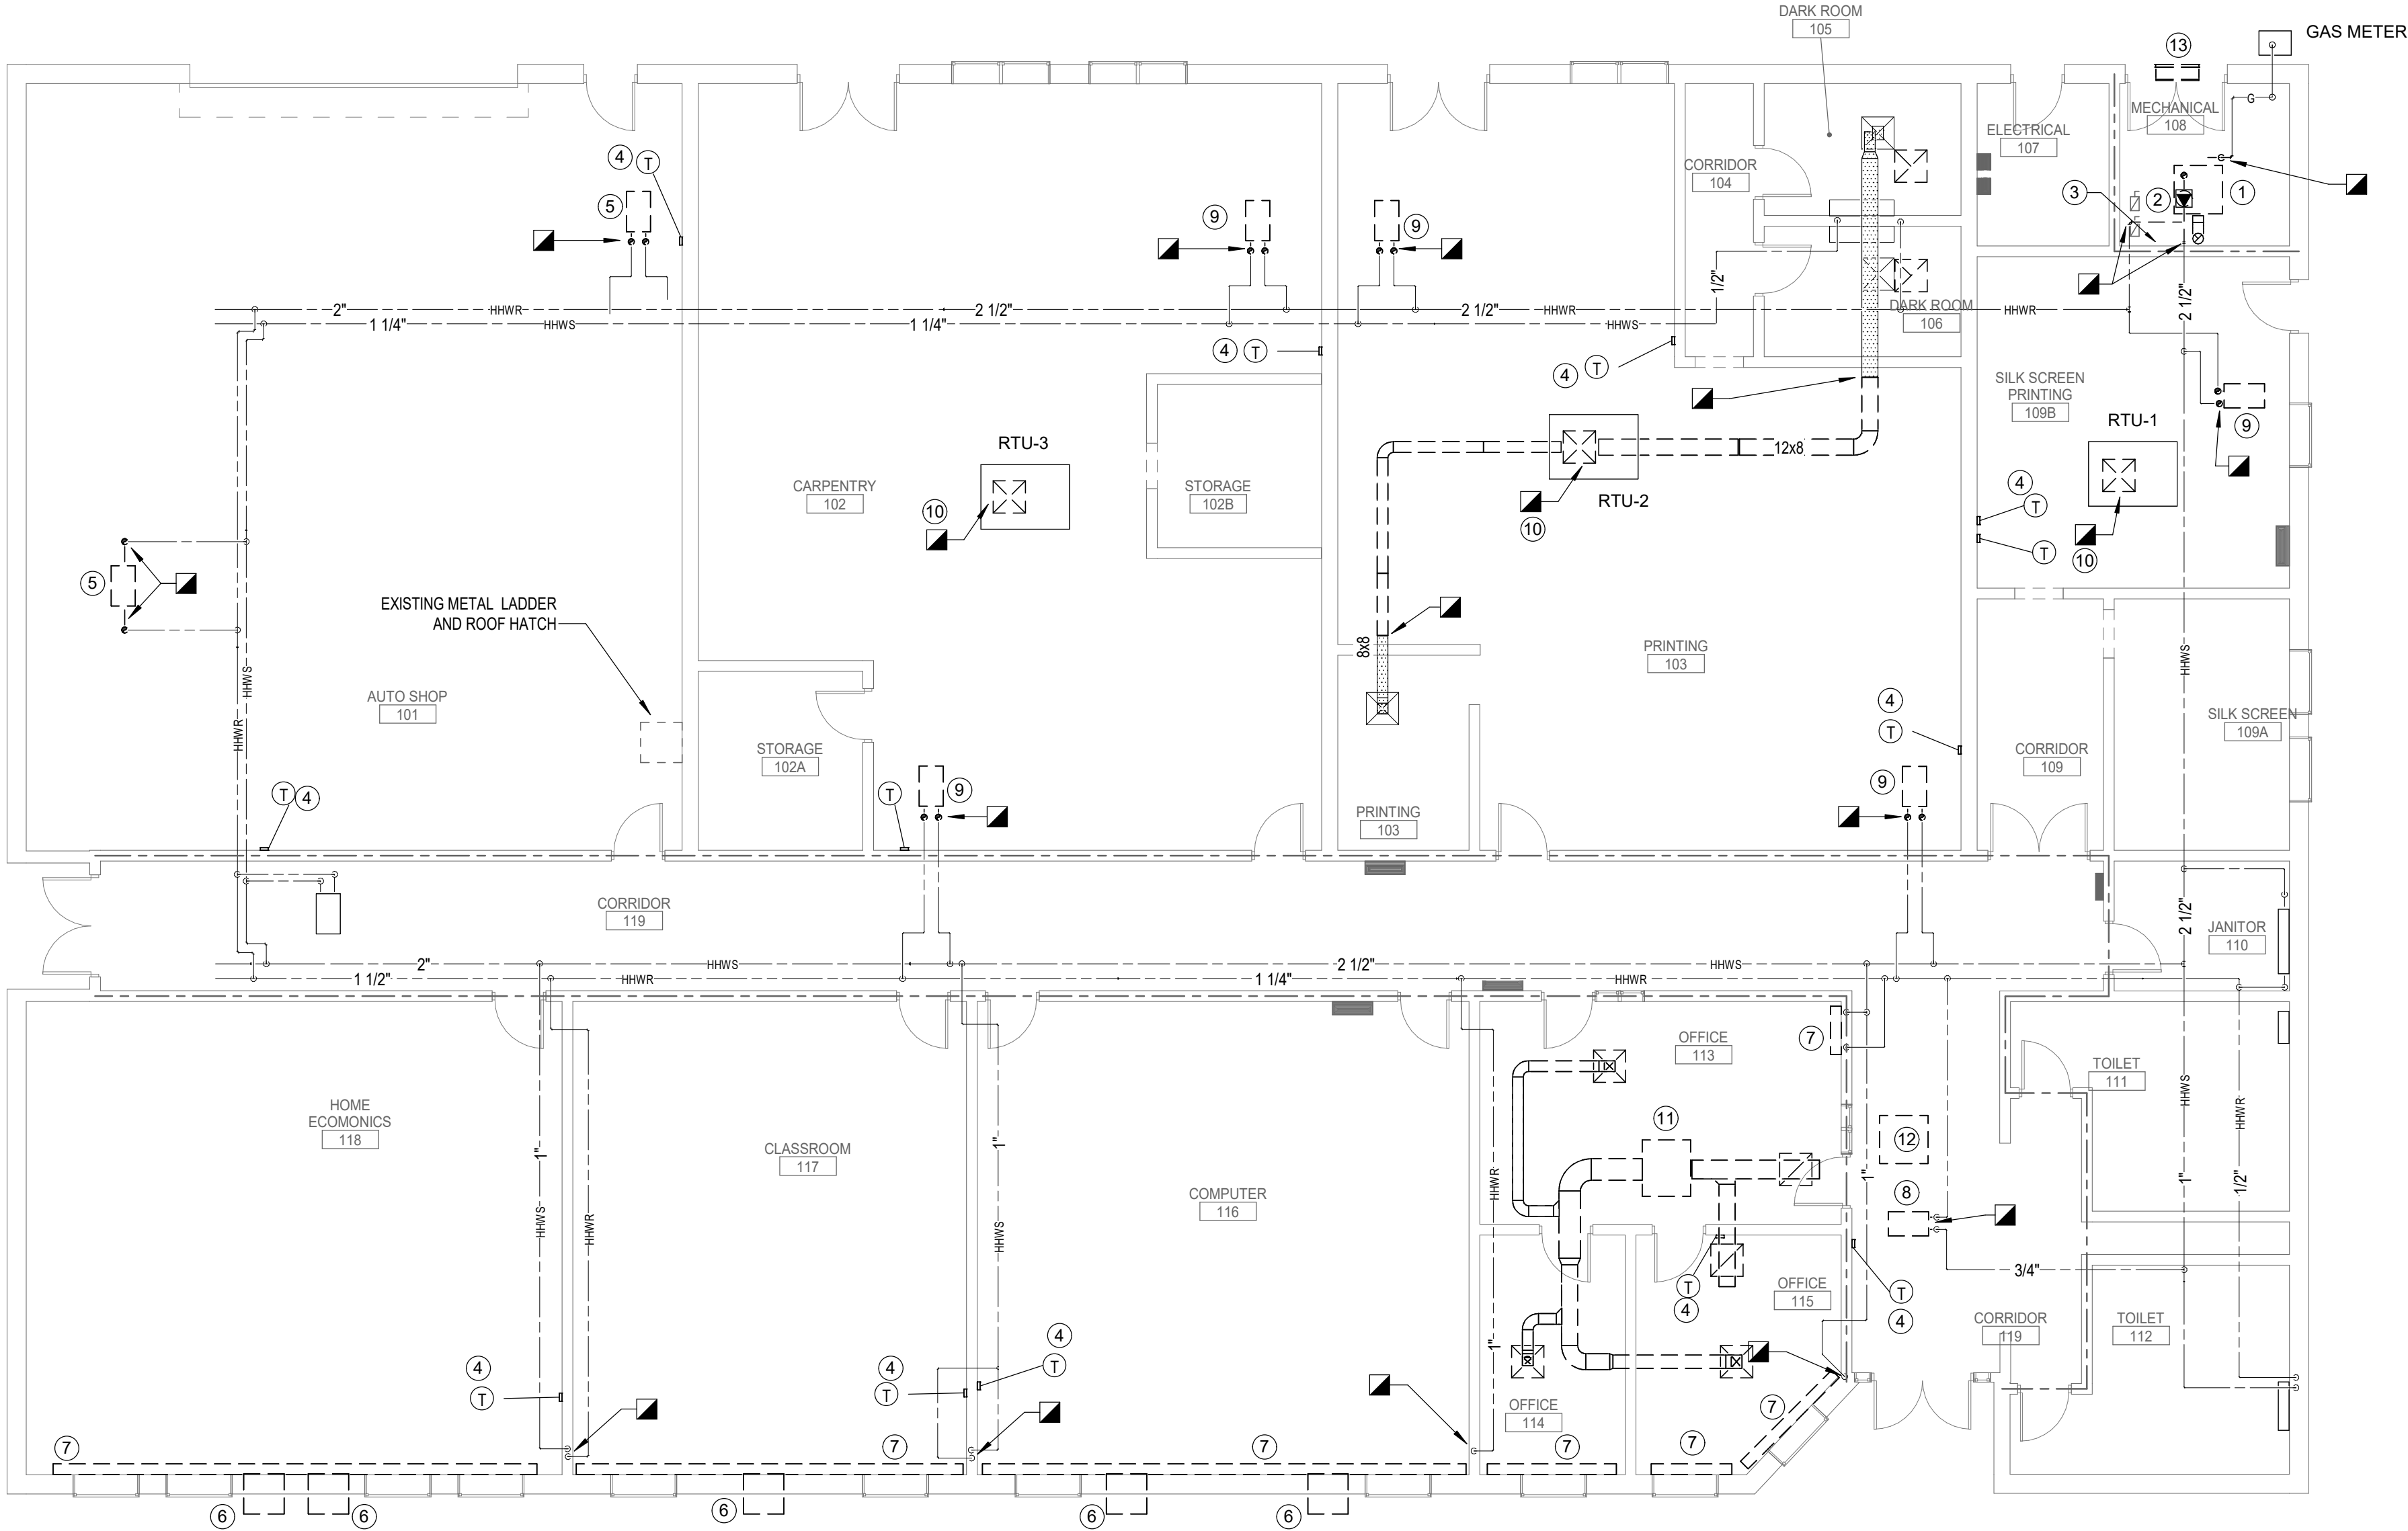 DARK ROOM
105
GAS METER
13
G
MECHANICAL
108
ELECTRICAL
107
4
T
CORRIDOR
104
3
2
1
5
9
9
1/2"
2"
HHWR
2 1/2"
2 1/2"
HHWR
DARK ROOM
106
HHWR
2 1/2"
1 1/4"
HHWS
1 1/4"
HHWS
4
T
4
T
SILK SCREEN
PRINTING
109B
RTU-1
9
RTU-3
12x8
CARPENTRY
102
STORAGE
102B
RTU-2
10
10
4
T
T
10
5
EXISTING METAL LADDER
AND ROOF HATCH
8x8
PRINTING
103
HHWS
HHWS
HHWR
AUTO SHOP
101
4
T
SILK SCREEN
109A
STORAGE
102A
CORRIDOR
109
T
4
T
9
9
PRINTING
103
CORRIDOR
119
2 1/2"
JANITOR
110
2"
HHWS
2 1/2"
HHWS
1 1/2"
HHWR
1 1/4"
HHWR
7
OFFICE
113
TOILET
111
HOME
ECOMONICS
118
HHWS
HHWR
11
12
1"
CLASSROOM
117
1"
COMPUTER
116
HHWR
1"
8
1"
1/2"
HHWS
HHWR
HHWS
3/4"
T
4
OFFICE
115
T
4
CORRIDOR
119
TOILET
112
4
T
4
T
4
T
1"
OFFICE
114
7
7
7
7
7
7
6
6
6
6
6